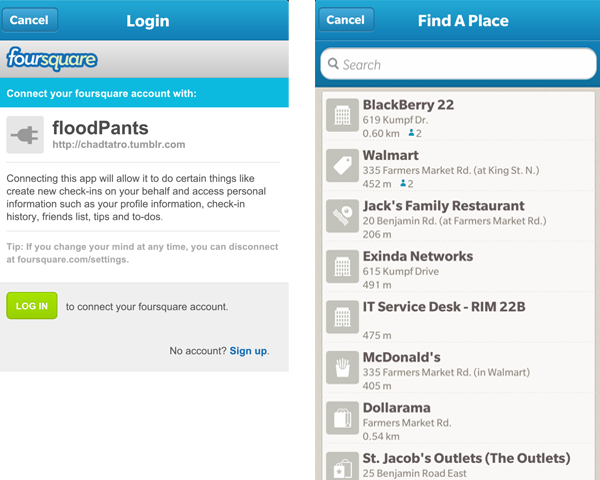 Cancel
Login
foursquare
Connect your foursquare account with:
floodPants
http://chadtatro.tumblr.com
Connecting this app will allow it to do certain things like
create new check-ins on your behalf and access personal
information such as your profile information, check-in
history, friends list, tips and to-dos.
Tip: If you change your mind at any time, you can disconnect
at foursquare.com/settings.
LOG IN to connect your foursquare account.
No account? Sign up.
Cancel
Find A Place
Search
BlackBerry 22
619 Kumpf Dr.
0.60 km 2
Walmart
335 Farmers Market Rd. (at King St. N.)
452 m 2
Jack's Family Restaurant
20 Benjamin Rd. (at Farmers Market Rd.)
206 m
Exinda Networks
615 Kumpf Drive
491 m
IT Service Desk - RIM 22B
475 m
McDonald's
335 Farmers Market Rd. (in Walmart)
405 m
Dollarama
Farmers Market Rd.
0.54 km
St. Jacob's Outlets (The Outlets)
25 Benjamin Road East